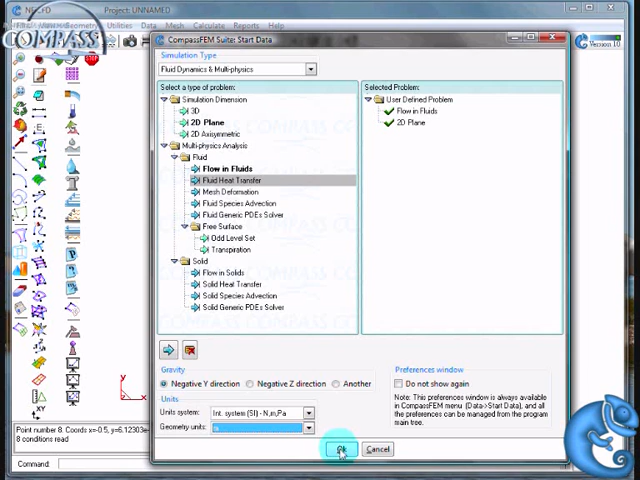 Project: UNNAMED
COMPASS
Utilities
Data
Mesh
Calculate
Reports
Help
Version 10
STOP
CompassFEM Suite: Start Data
Simulation Type
Fluid Dynamics & Multi-physics
Select a type of problem:
Simulation Dimension
3D
2D Plane
2D Axisymmetric
Multi-physics Analysis
Fluid
Flow in Fluids
Fluid Heat Transfer
Mesh Deformation
Fluid Species Advection
Fluid Generic PDEs Solver
Free Surface
Odd Level Set
Transpiration
Solid
Flow in Solids
Solid Heat Transfer
Solid Species Advection
Solid Generic PDEs Solver
Selected Problem:
User Defined Problem
Flow in Fluids
2D Plane
Gravity
Negative Y direction
Negative Z direction
Another
Units
Units system:
Int. system (SI) - N,m,Pa
Geometry units:
Preferences window
Do not show again
Note: This preferences window is always available
in CompassFEM menu (Data->Start Data), and all
the preferences can be managed from the program
main tree.
Ok
Cancel
y
x
Point number 8. Coords x=-0.5, y=6.12303e-
8 conditions read
Command: